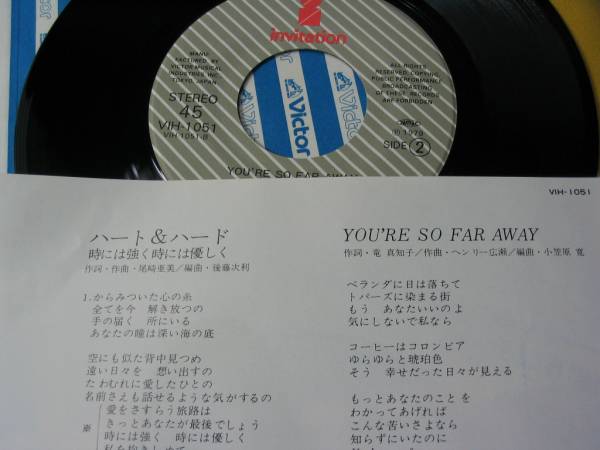 invitation
MANU-
FACTURED BY
VICTOR MUSICAL
INDUSTRIES INC.
TOKYO, JAPAN
STEREO
45
VIH-1051
VIH-1051-B
Victor
ALL RIGHTS
RESERVED COPYING,
PUBLIC PERFORMANCE
BROADCASTING
OF THESE RECORDS
ARE FORBIDDEN
SIDE 2
YOU'RE SO FAR AWAY
VIH-1051
ハート&ハード
時には強く時には優しく
作詞・作曲・尾崎亜美/編曲・後藤次利
1.からみついた心の糸
全てを今 解き放つの
手の届く 所にいる
あなたの瞳は深い海の底
空にも似た背中見つめ
遠い日々を 想い出すの
たわむれに愛したひとの
名前さえも話せるような気がするの
※
愛をさすらう旅路は
きっとあなたが最後でしょう
時には強く 時には優しく
私を抱きしめて
YOU'RE SO FAR AWAY
作詞・竜 真知子/作曲・ヘンリー広瀬/編曲・小笠原 寛
ベランダに日は落ちて
トパーズに染まる街
もう あなたいいのよ
気にしないで私なら
コーヒーはコロンビア
ゆらゆらと琥珀色
そう 幸せだった日々が見える
もっとあなたのことを
わかってあげれば
こんな苦いさよなら
知らずにいたのに